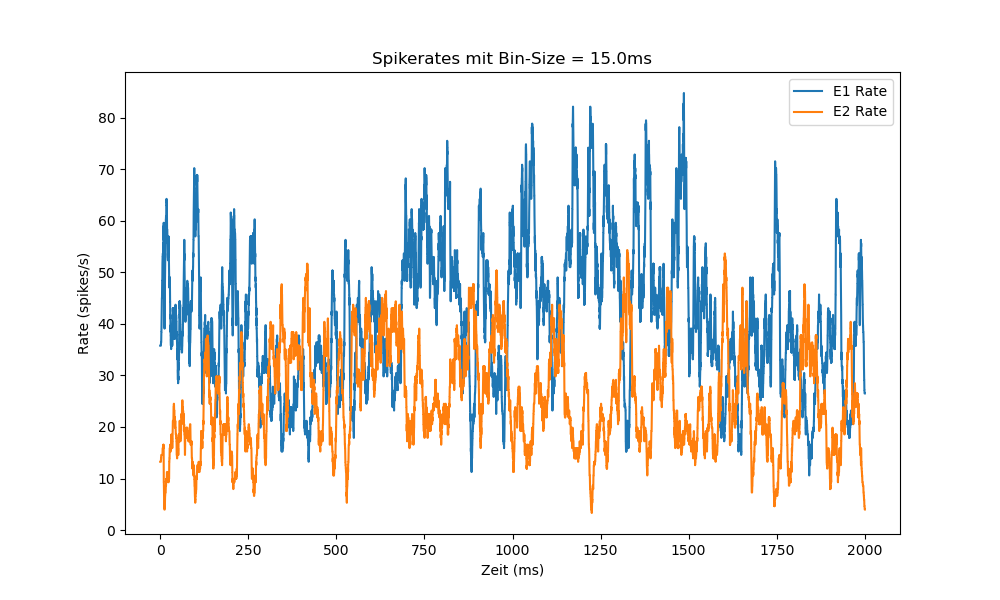 Spikerates mit Bin-Size = 15.0ms
E1 Rate
E2 Rate
Rate (spikes/s)
80
70
60
50
40
30
20
10
0
0 250 500 750 1000 1250 1500 1750 2000
Zeit (ms)